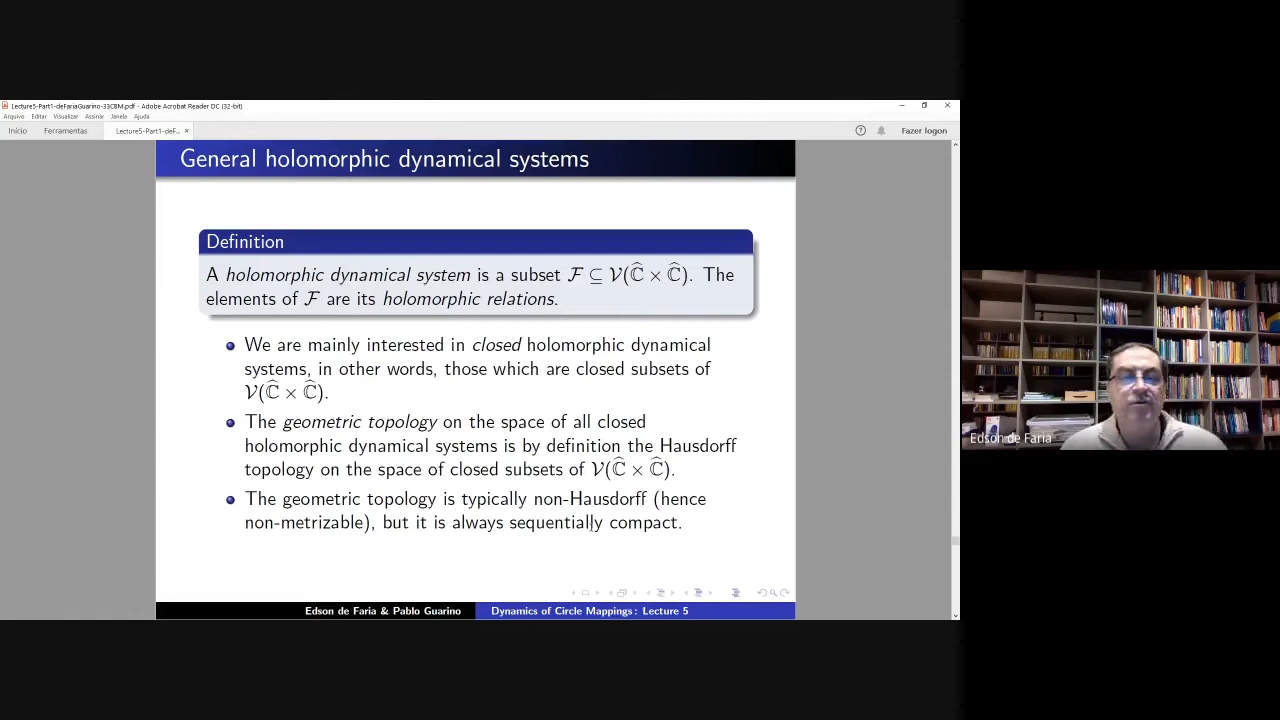 Lecture5-Part1-deFariaGuarino-33CBM.pdf - Adobe Acrobat Reader DC (32-bit)
Arquivo Editar Visualizar Assinar Janela Ajuda
Início Ferramentas Lecture5-Part1-deF... × Fazer logon
General holomorphic dynamical systems
Definition
A holomorphic dynamical system is a subset ℱ ⊆ 𝒱(Ĉ × Ĉ). The
elements of ℱ are its holomorphic relations.
We are mainly interested in closed holomorphic dynamical
systems, in other words, those which are closed subsets of
𝒱(Ĉ × Ĉ).
The geometric topology on the space of all closed
holomorphic dynamical systems is by definition the Hausdorff
topology on the space of closed subsets of 𝒱(Ĉ × Ĉ).
The geometric topology is typically non-Hausdorff (hence
non-metrizable), but it is always sequentially compact.
Edson de Faria & Pablo Guarino Dynamics of Circle Mappings: Lecture 5
Edson de Faria